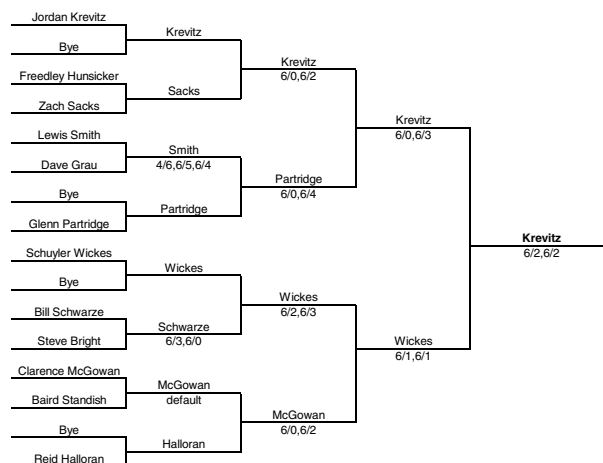 Jordan Krevitz
Krevitz
Bye
Krevitz
6/0,6/2
Freedley Hunsicker
Sacks
Zach Sacks
Krevitz
6/0,6/3
Lewis Smith
Smith
4/6,6/5,6/4
Dave Grau
Partridge
6/0,6/4
Bye
Partridge
Glenn Partridge
Krevitz
6/2,6/2
Schuyler Wickes
Wickes
Bye
Wickes
6/2,6/3
Bill Schwarze
Schwarze
6/3,6/0
Steve Bright
Wickes
6/1,6/1
Clarence McGowan
McGowan
default
Baird Standish
McGowan
6/0,6/2
Bye
Halloran
Reid Halloran